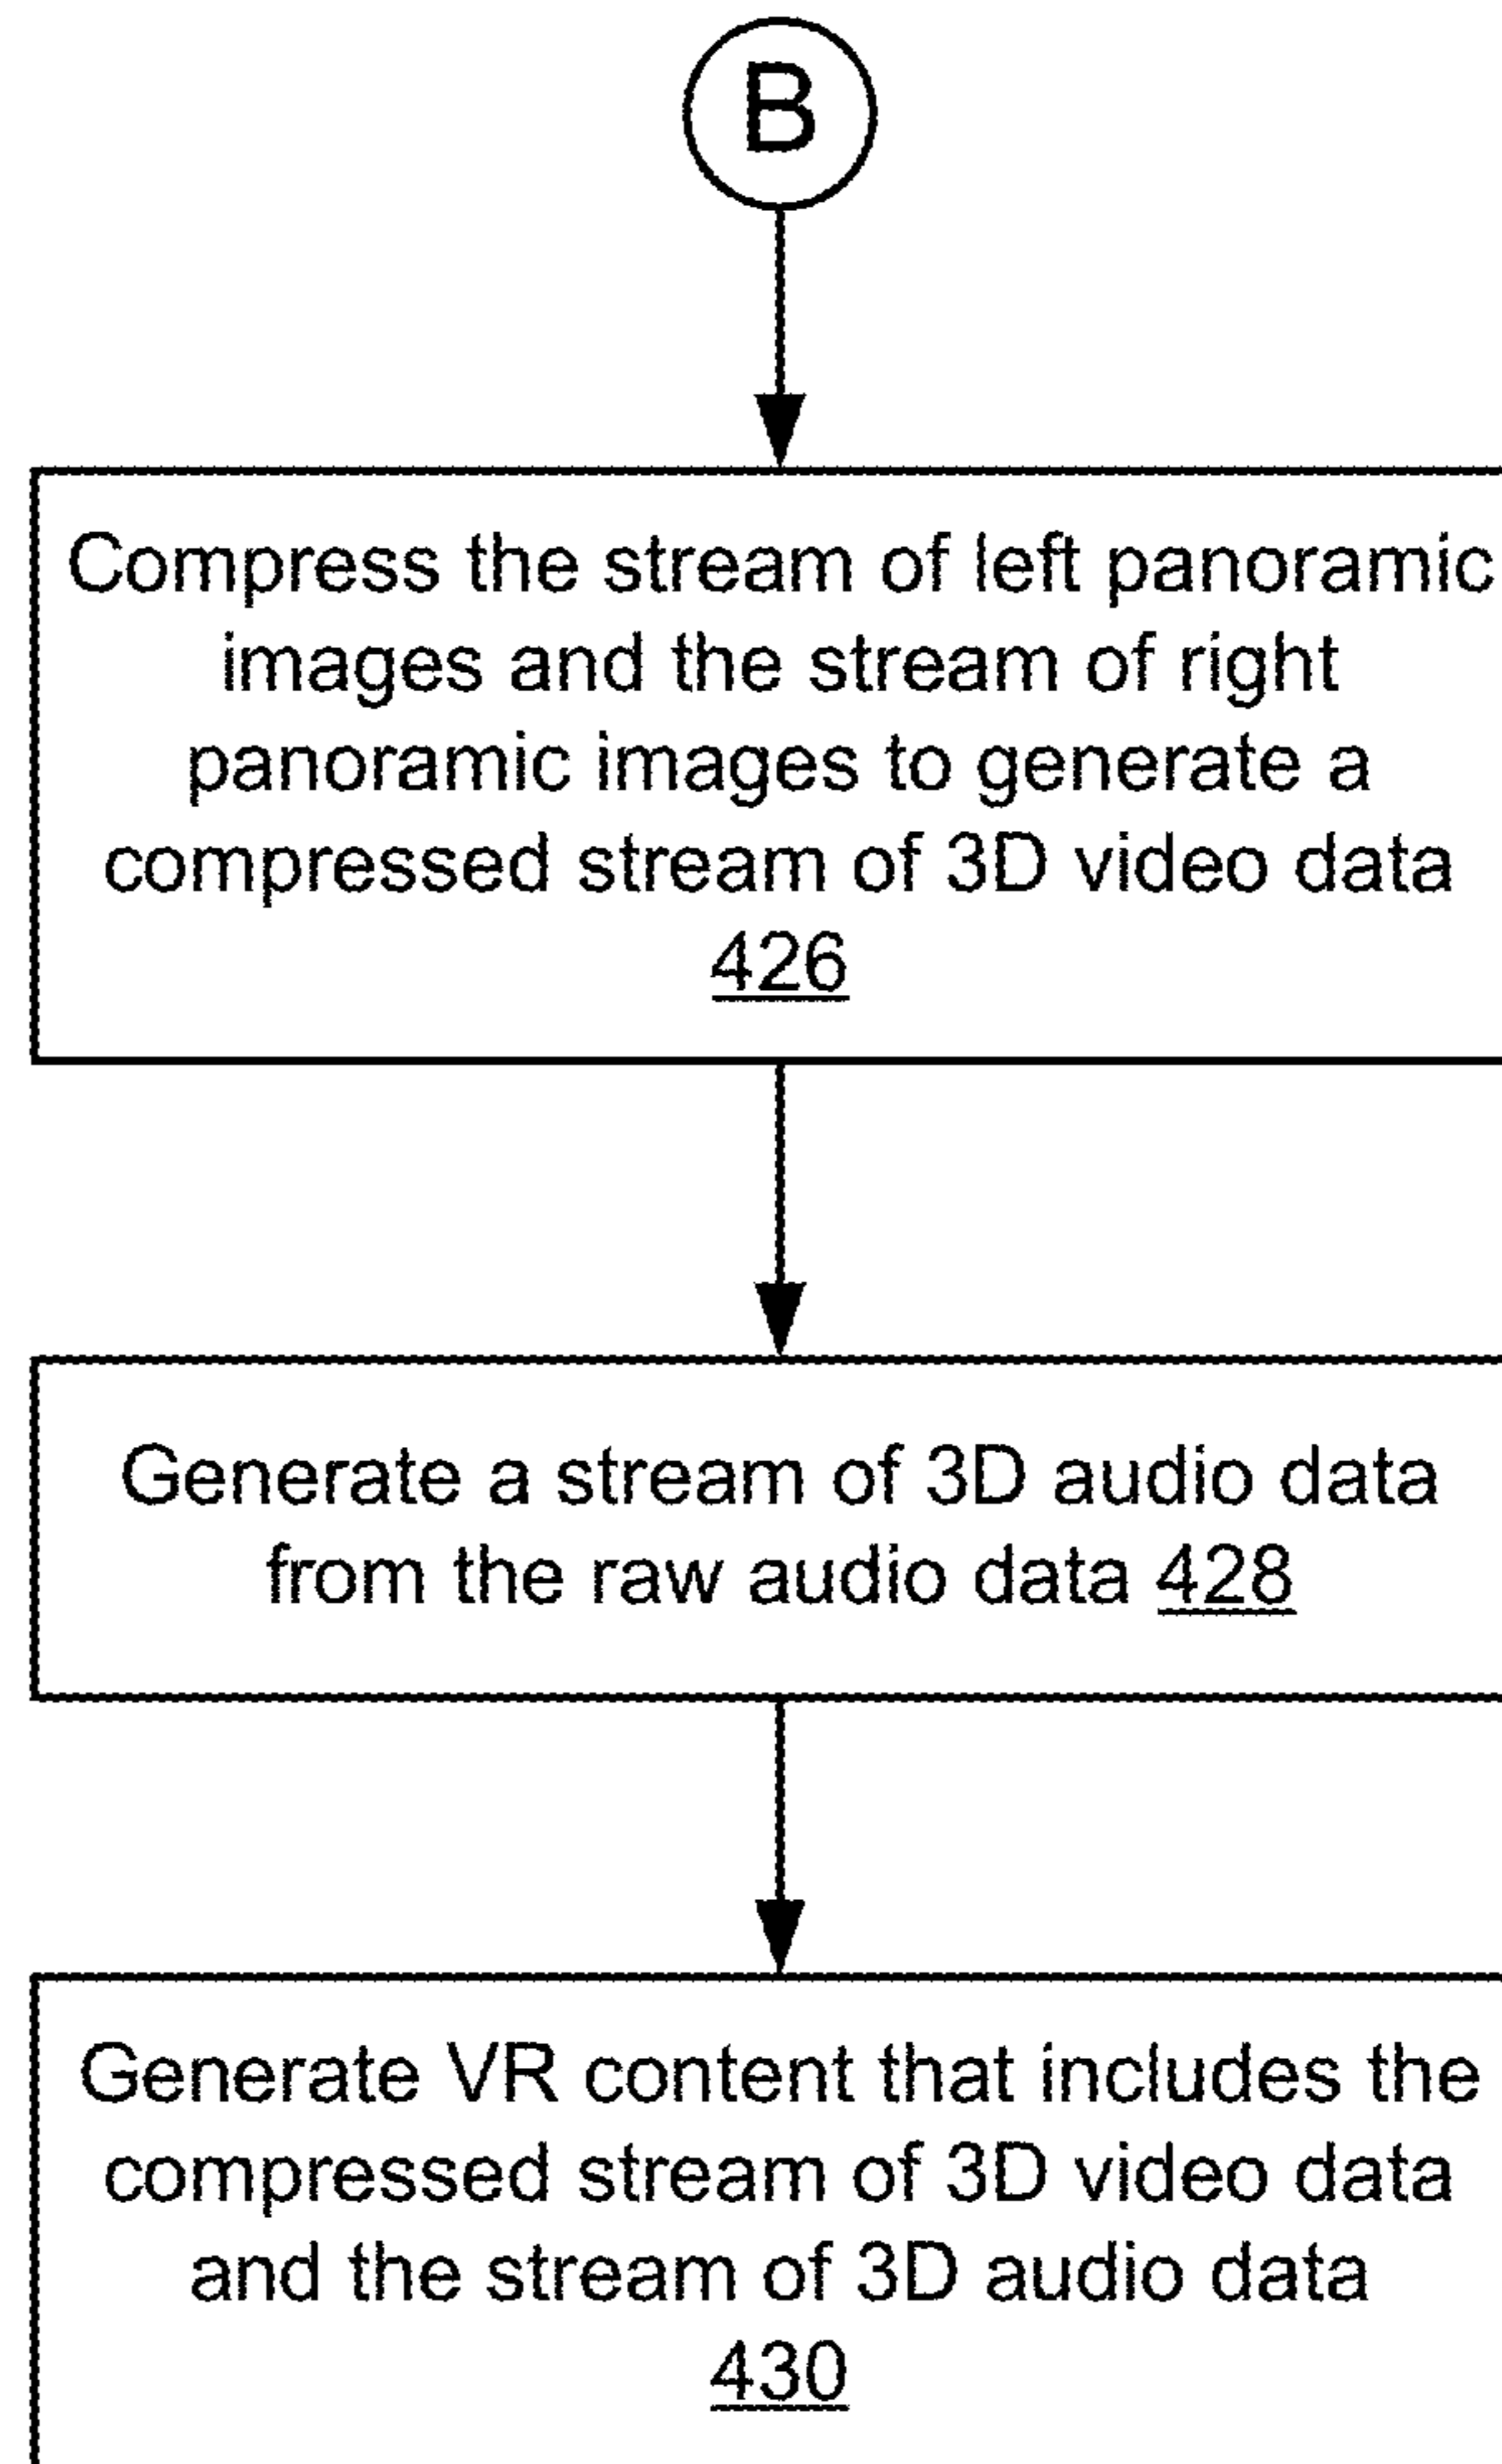 B
Compress the stream of left panoramic
images and the stream of right
panoramic images to generate a
compressed stream of 3D video data
426
Generate a stream of 3D audio data
from the raw audio data 428
Generate VR content that includes the
compressed stream of 3D video data
and the stream of 3D audio data
430